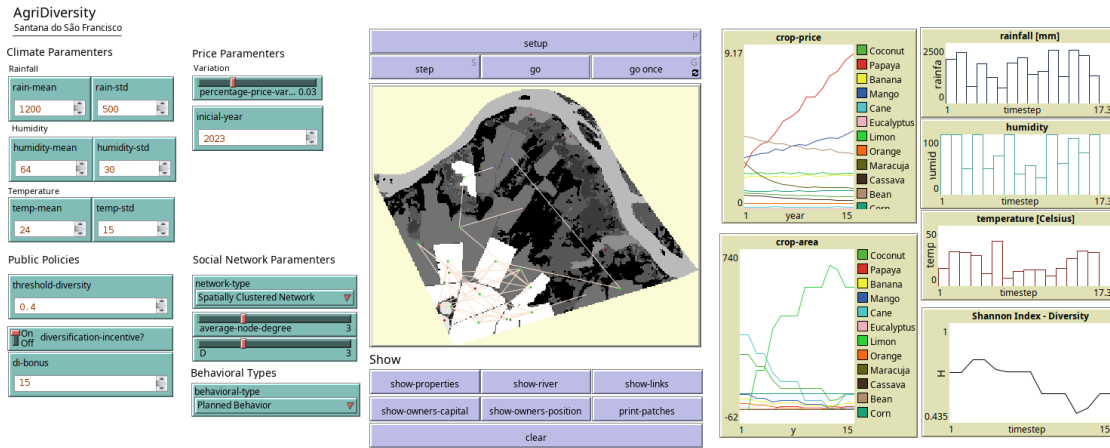 AgriDiversity
Santana do São Francisco
Climate Paramenters
Rainfall
rain-mean
1200
rain-std
500
Humidity
humidity-mean
64
humidity-std
30
Temperature
temp-mean
24
temp-std
15
Public Policies
threshold-diversity
0.4
On
Off
diversification-incentive?
di-bonus
15
Price Paramenters
Variation
percentage-price-var... 0.03
inicial-year
2023
Social Network Paramenters
network-type
Spatially Clustered Network
average-node-degree 3
D 3
Behavioral Types
behavioral-type
Planned Behavior
setup P
step S
go
go once G
Show
show-properties
show-river
show-links
show-owners-capital
show-owners-position
print-patches
clear
crop-price
9.17
0
1 year 15
Coconut
Papaya
Banana
Mango
Cane
Eucalyptus
Limon
Orange
Maracuja
Cassava
Bean
Corn
crop-area
740
-62
1 y 15
Coconut
Papaya
Banana
Mango
Cane
Eucalyptus
Limon
Orange
Maracuja
Cassava
Bean
Corn
rainfall [mm]
2500
rainfa
0
1 timestep 17.3
humidity
100
humid
0
1 timestep 17.3
temperature [Celsius]
50
temp
0
1 timestep 17.3
Shannon Index - Diversity
1
H
0.435
1 timestep 15